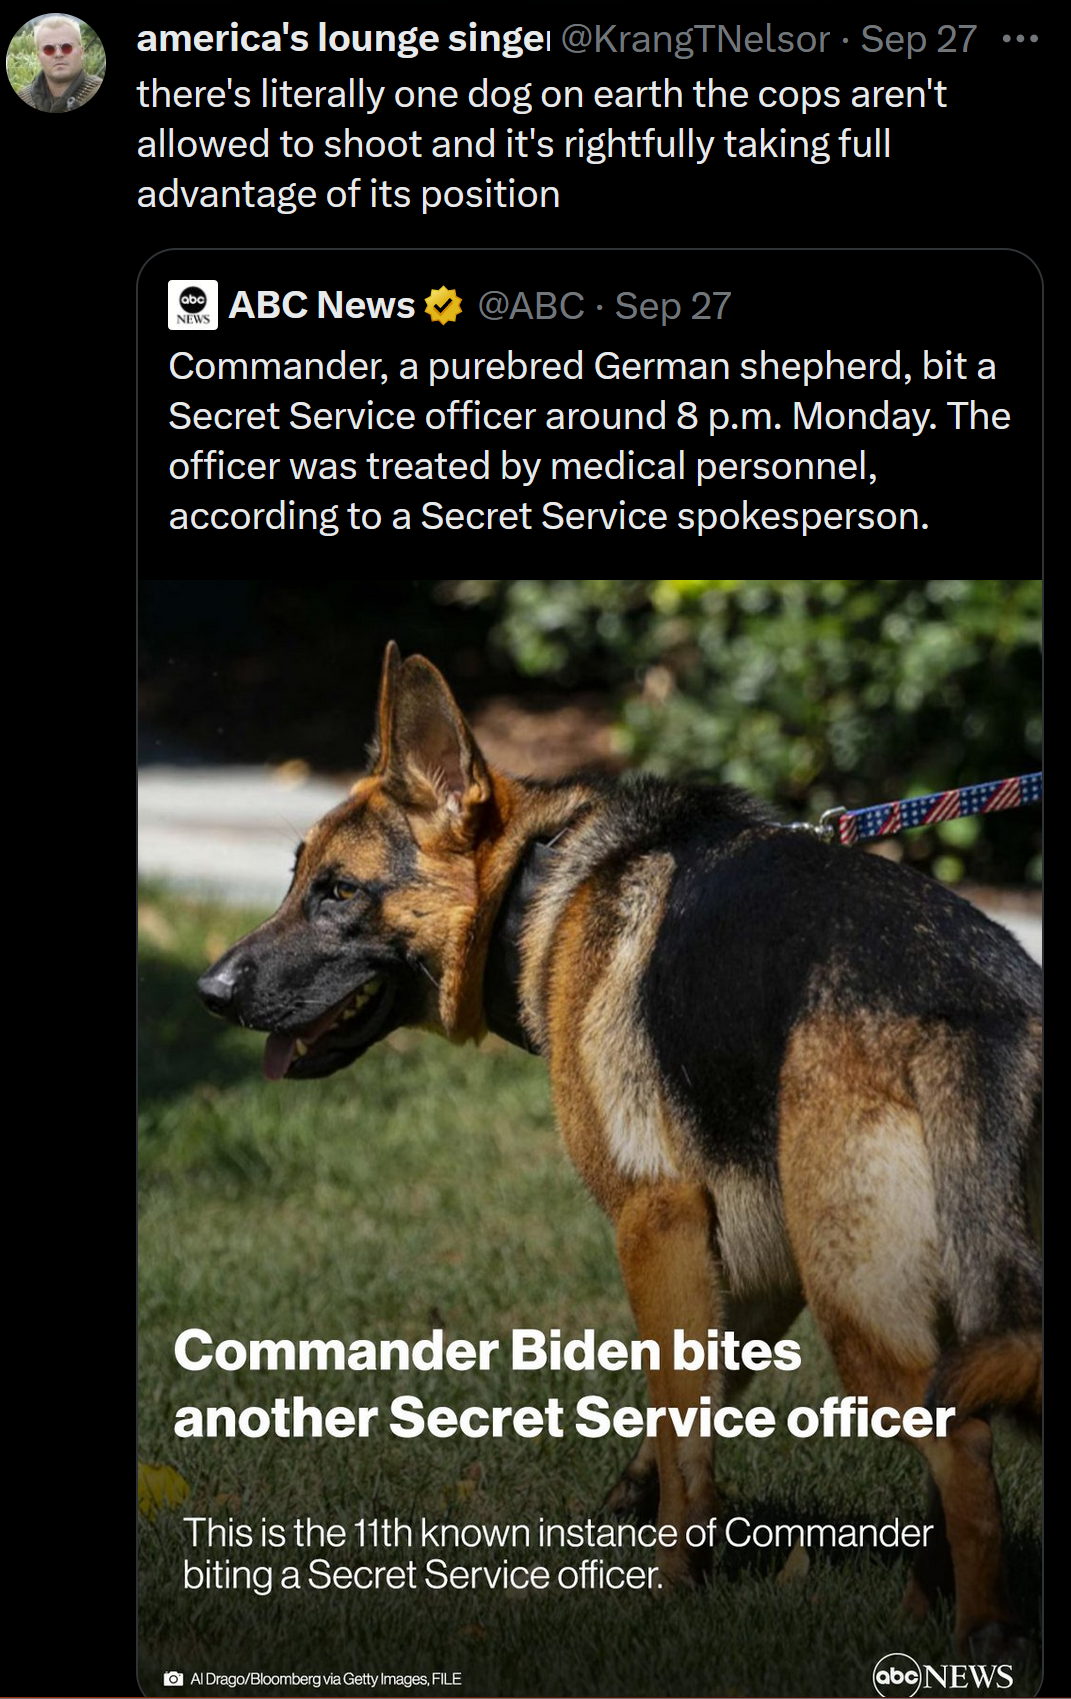 america's lounge singer @KrangTNelson · Sep 27 ...
there's literally one dog on earth the cops aren't
allowed to shoot and it's rightfully taking full
advantage of its position
abc
NEWS
ABC News @ABC · Sep 27
Commander, a purebred German shepherd, bit a
Secret Service officer around 8 p.m. Monday. The
officer was treated by medical personnel,
according to a Secret Service spokesperson.
Commander Biden bites
another Secret Service officer
This is the 11th known instance of Commander
biting a Secret Service officer.
Al Drago/Bloomberg via Getty Images, FILE
abc NEWS